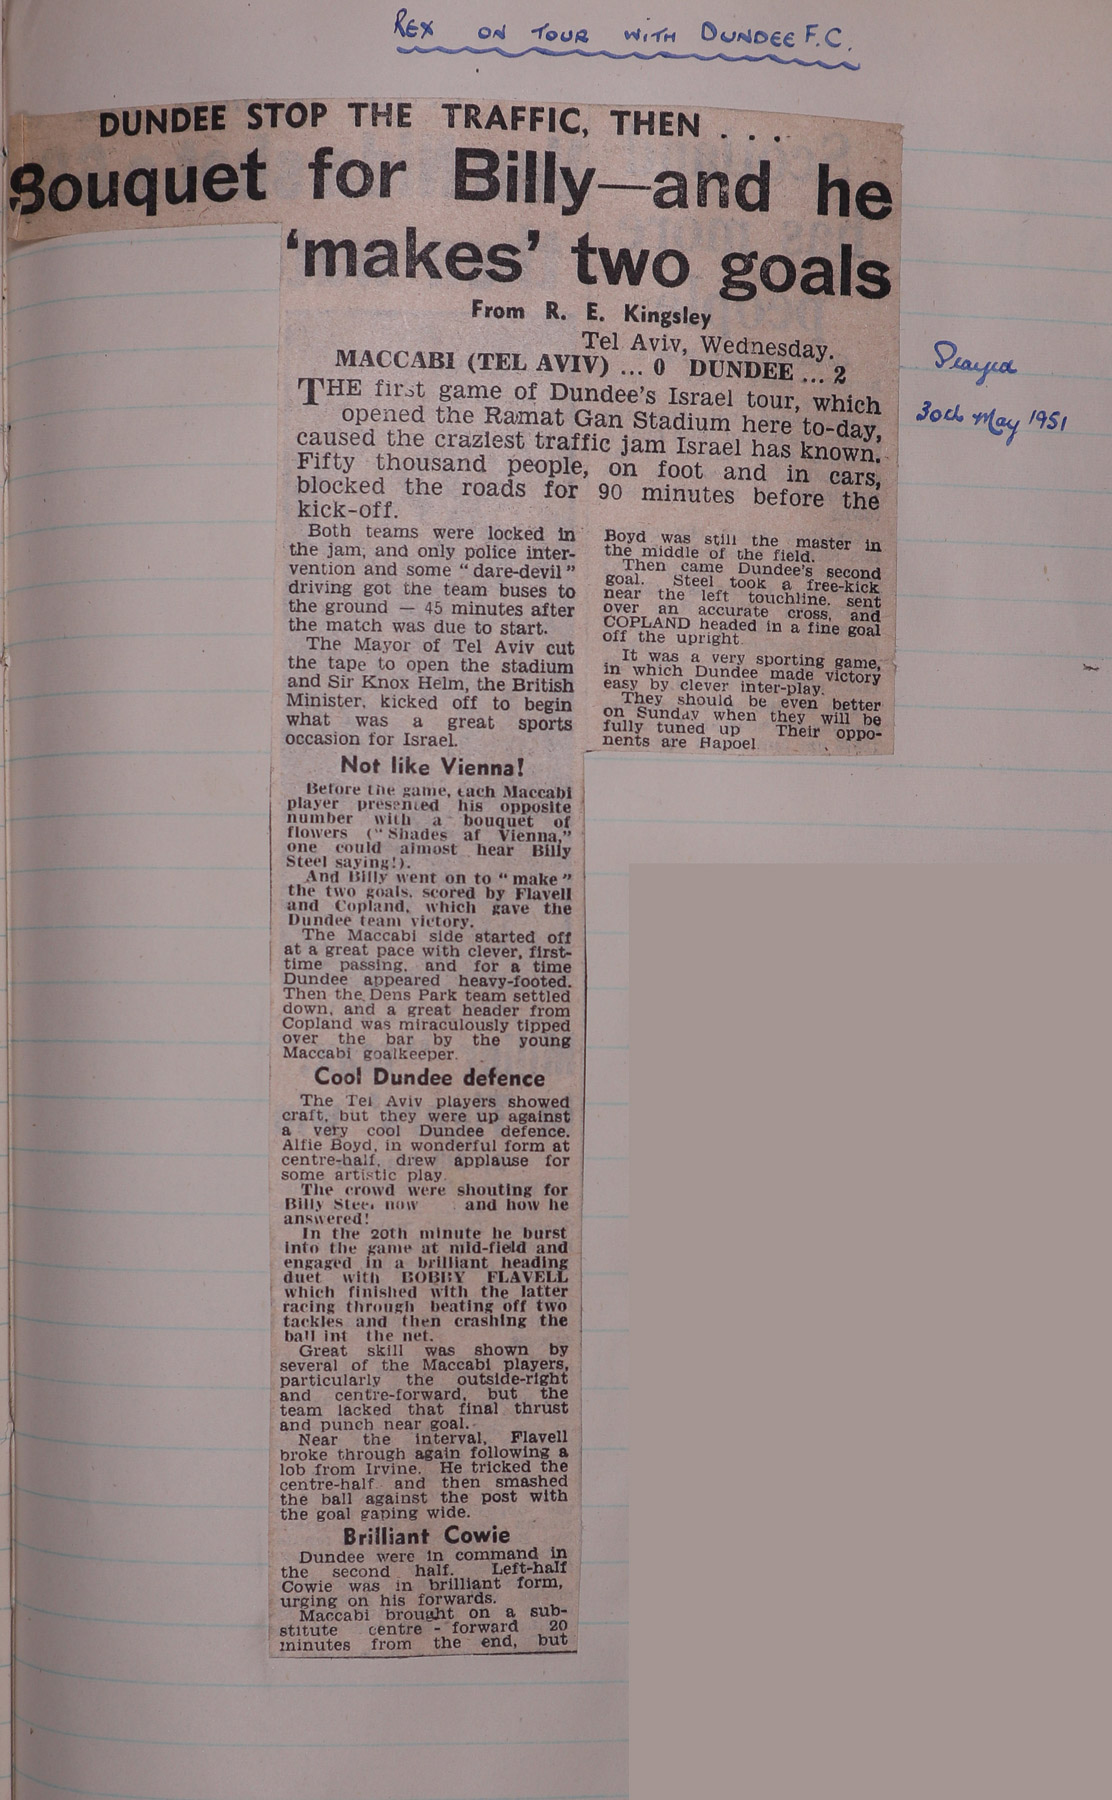 REX ON TOUR WITH DUNDEE F.C.
DUNDEE STOP THE TRAFFIC, THEN . . .
Bouquet for Billy—and he
‘makes’ two goals
From R. E. Kingsley
Tel Aviv, Wednesday.
MACCABI (TEL AVIV) ... 0 DUNDEE ... 2
THE first game of Dundee's Israel tour, which
opened the Ramat Gan Stadium here to-day,
caused the craziest traffic jam Israel has known.
Fifty thousand people, on foot and in cars,
blocked the roads for 90 minutes before the
kick-off.
Both teams were locked in
the jam, and only police inter-
vention and some “ dare-devil ”
driving got the team buses to
the ground — 45 minutes after
the match was due to start.
The Mayor of Tel Aviv cut
the tape to open the stadium
and Sir Knox Helm, the British
Minister, kicked off to begin
what was a great sports
occasion for Israel.
Not like Vienna!
Before the game, each Maccabi
player presented his opposite
number with a bouquet of
flowers (“ Shades af Vienna,”
one could almost hear Billy
Steel saying!).
And Billy went on to “ make ”
the two goals, scored by Flavell
and Copland, which gave the
Dundee team victory.
The Maccabi side started off
at a great pace with clever, first-
time passing, and for a time
Dundee appeared heavy-footed.
Then the Dens Park team settled
down, and a great header from
Copland was miraculously tipped
over the bar by the young
Maccabi goalkeeper.
Cool Dundee defence
The Tel Aviv players showed
craft, but they were up against
a very cool Dundee defence.
Alfie Boyd, in wonderful form at
centre-half, drew applause for
some artistic play.
The crowd were shouting for
Billy Steel now and how he
answered!
In the 20th minute he burst
into the game at mid-field and
engaged in a brilliant heading
duet with BOBBY FLAVELL
which finished with the latter
racing through beating off two
tackles and then crashing the
ball int the net.
Great skill was shown by
several of the Maccabi players,
particularly the outside-right
and centre-forward, but the
team lacked that final thrust
and punch near goal.
Near the interval, Flavell
broke through again following a
lob from Irvine. He tricked the
centre-half and then smashed
the ball against the post with
the goal gaping wide.
Brilliant Cowie
Dundee were in command in
the second half. Left-half
Cowie was in brilliant form,
urging on his forwards.
Maccabi brought on a sub-
stitute centre - forward 20
minutes from the end, but
Boyd was still the master in
the middle of the field.
Then came Dundee's second
goal. Steel took a free-kick
near the left touchline, sent
over an accurate cross, and
COPLAND headed in a fine goal
off the upright.
It was a very sporting game,
in which Dundee made victory
easy by clever inter-play.
They should be even better
on Sunday when they will be
fully tuned up Their oppo-
nents are Hapoel
Played
30th May 1951